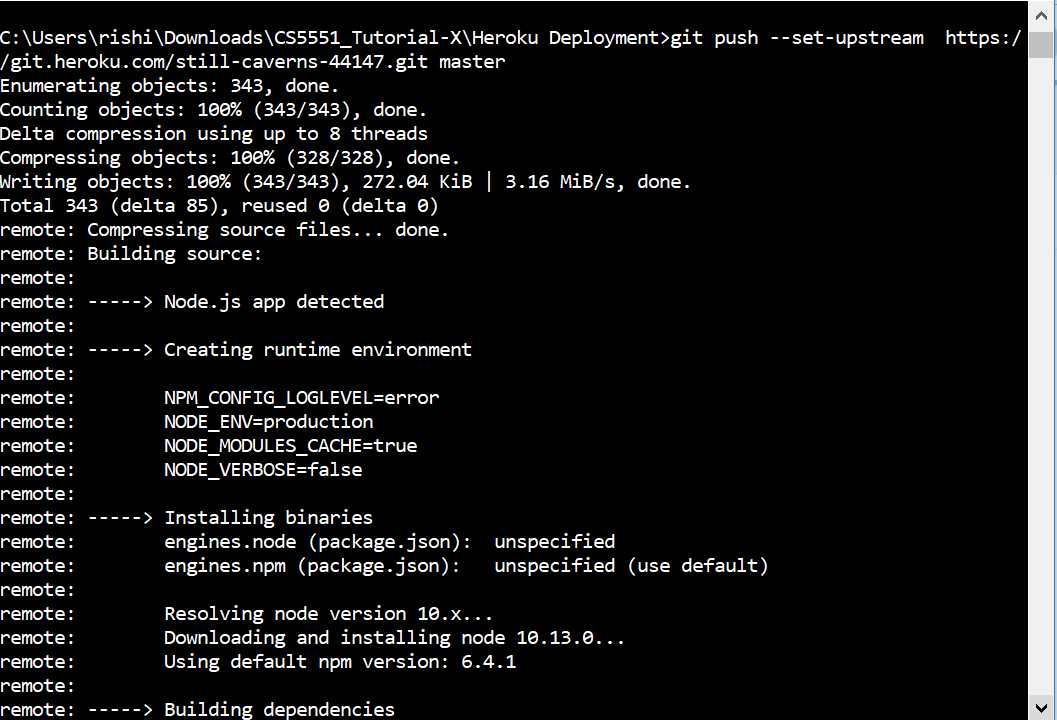 C:\Users\rishi\Downloads\CS5551_Tutorial-X\Heroku Deployment>git push --set-upstream  https:/
/git.heroku.com/still-caverns-44147.git master
Enumerating objects: 343, done.
Counting objects: 100% (343/343), done.
Delta compression using up to 8 threads
Compressing objects: 100% (328/328), done.
Writing objects: 100% (343/343), 272.04 KiB | 3.16 MiB/s, done.
Total 343 (delta 85), reused 0 (delta 0)
remote: Compressing source files... done.
remote: Building source:
remote:
remote: -----> Node.js app detected
remote:
remote: -----> Creating runtime environment
remote:
remote:        NPM_CONFIG_LOGLEVEL=error
remote:        NODE_ENV=production
remote:        NODE_MODULES_CACHE=true
remote:        NODE_VERBOSE=false
remote:
remote: -----> Installing binaries
remote:        engines.node (package.json):  unspecified
remote:        engines.npm (package.json):   unspecified (use default)
remote:
remote:        Resolving node version 10.x...
remote:        Downloading and installing node 10.13.0...
remote:        Using default npm version: 6.4.1
remote:
remote: -----> Building dependencies